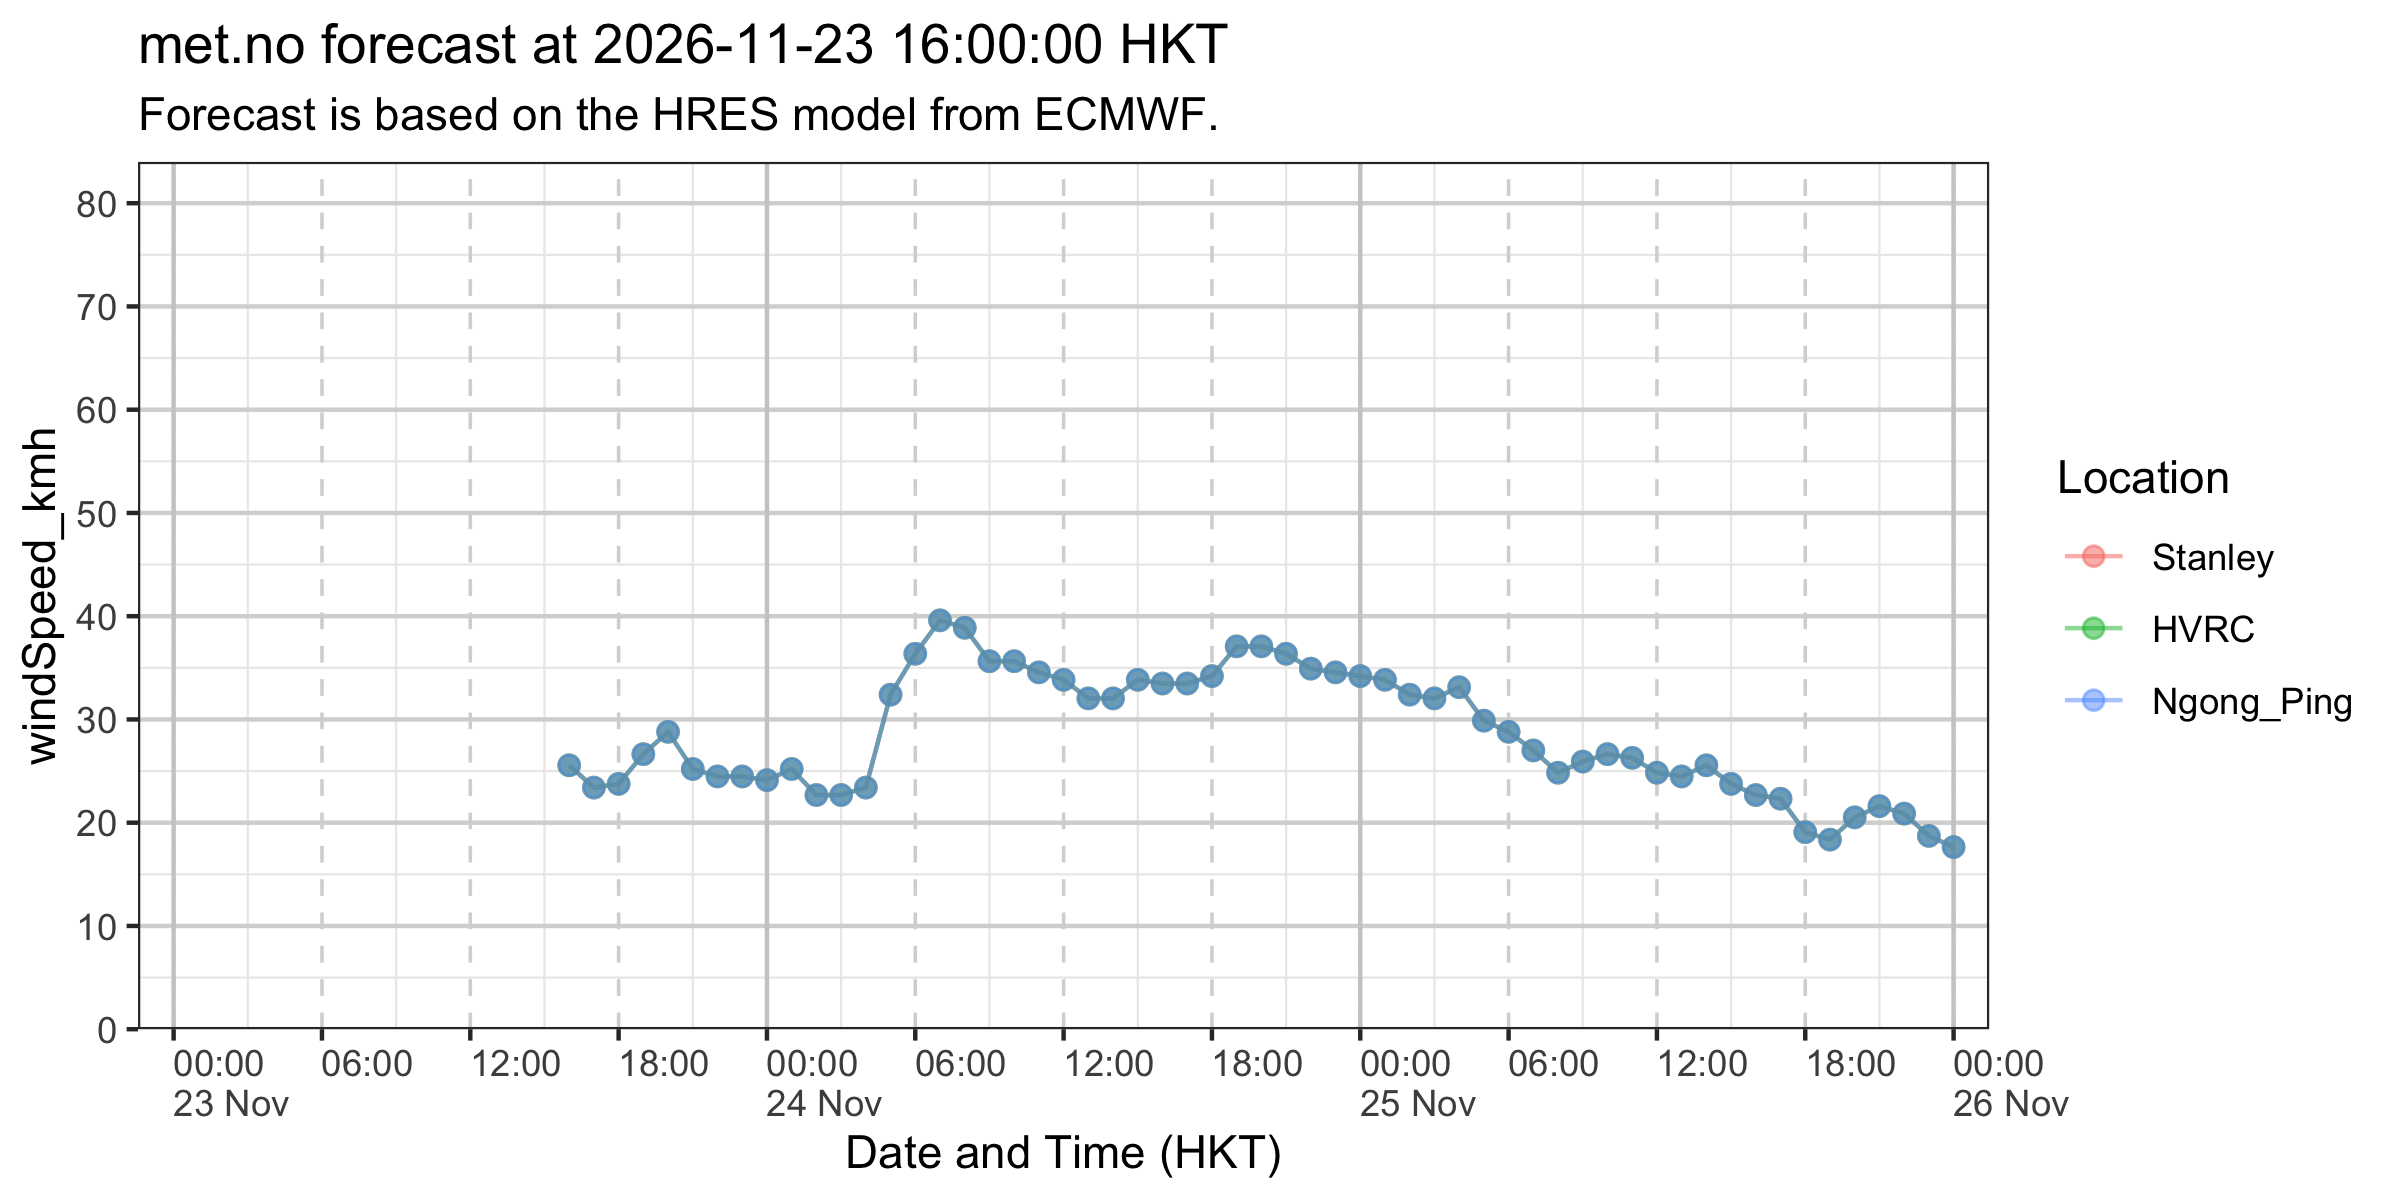 met.no forecast at 2026-11-23 16:00:00 HKT
Forecast is based on the HRES model from ECMWF.
windSpeed_kmh
80
70
60
50
40
30
20
10
0
00:00 06:00 12:00 18:00 00:00 06:00 12:00 18:00 00:00 06:00 12:00 18:00 00:00
23 Nov 24 Nov 25 Nov 26 Nov
Date and Time (HKT)
Location
Stanley
HVRC
Ngong_Ping